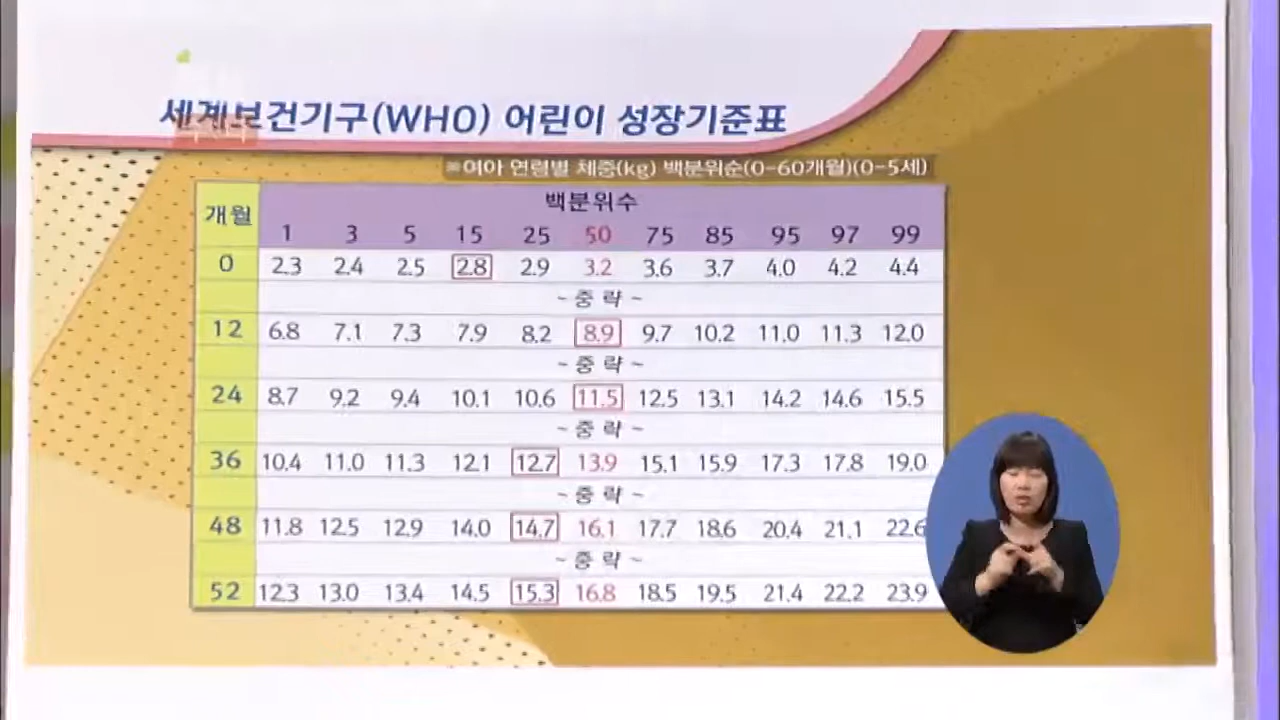 세계보건기구(WHO) 어린이 성장기준표
※여아 연령별 체중(kg) 백분위순(0-60개월)(0-5세)
개월 백분위수
1 3 5 15 25 50 75 85 95 97 99
0 2.3 2.4 2.5 2.8 2.9 3.2 3.6 3.7 4.0 4.2 4.4
~ 중 략 ~
12 6.8 7.1 7.3 7.9 8.2 8.9 9.7 10.2 11.0 11.3 12.0
~ 중 략 ~
24 8.7 9.2 9.4 10.1 10.6 11.5 12.5 13.1 14.2 14.6 15.5
~ 중 략 ~
36 10.4 11.0 11.3 12.1 12.7 13.9 15.1 15.9 17.3 17.8 19.0
~ 중 략 ~
48 11.8 12.5 12.9 14.0 14.7 16.1 17.7 18.6 20.4 21.1 22.6
~ 중 략 ~
52 12.3 13.0 13.4 14.5 15.3 16.8 18.5 19.5 21.4 22.2 23.9